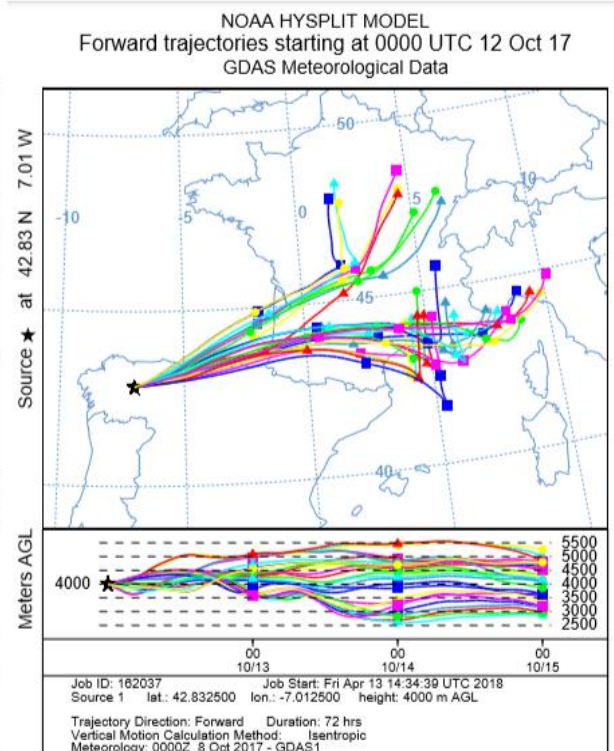 NOAA HYSPLIT MODEL
Forward trajectories starting at 0000 UTC 12 Oct 17
GDAS Meteorological Data
Source ★ at 42.83 N 7.01 W
50
-10
-5
0
5
10
45
40
Meters AGL
4000
5500
5000
4500
4000
3500
3000
2500
00 00 00
10/13 10/14 10/15
Job ID: 162037 Job Start: Fri Apr 13 14:34:39 UTC 2018
Source 1 lat.: 42.832500 lon.: -7.012500 height: 4000 m AGL
Trajectory Direction: Forward Duration: 72 hrs
Vertical Motion Calculation Method: Isentropic
Meteorology: 0000Z 8 Oct 2017 - GDAS1